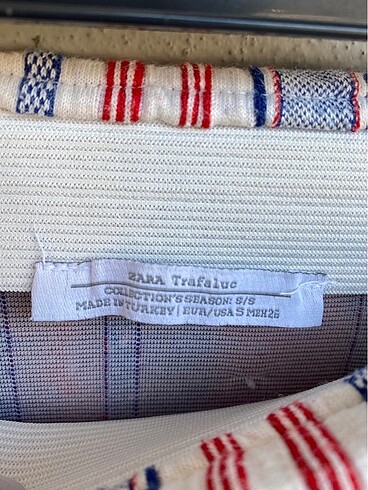 ZARA Trafaluc
COLLECTION'S SEASON: S/S
MADE IN TURKEY | EUR/USA S MEX 26